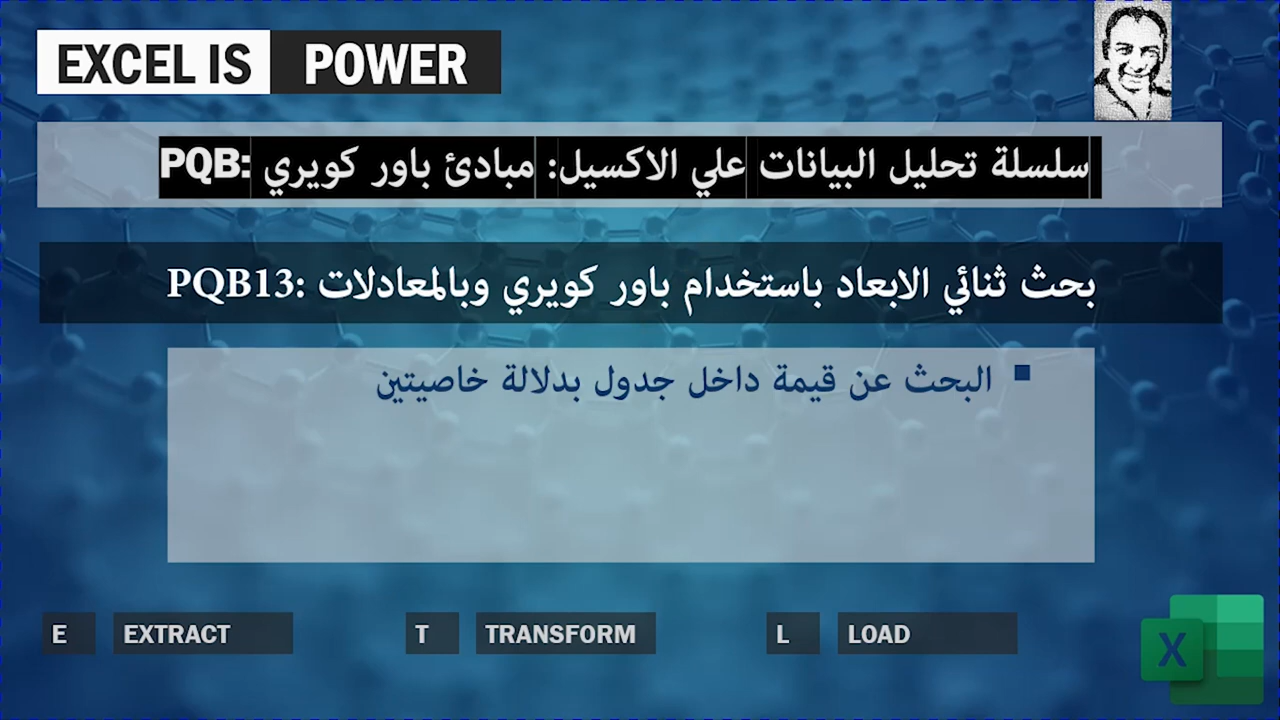 EXCEL IS POWER
سلسلة تحليل البيانات علي الاكسيل: مبادئ باور كويري PQB:
بحث ثنائي الابعاد باستخدام باور كويري وبالمعادلات PQB13:
▪ البحث عن قيمة داخل جدول بدلالة خاصيتين
E EXTRACT T TRANSFORM L LOAD
X